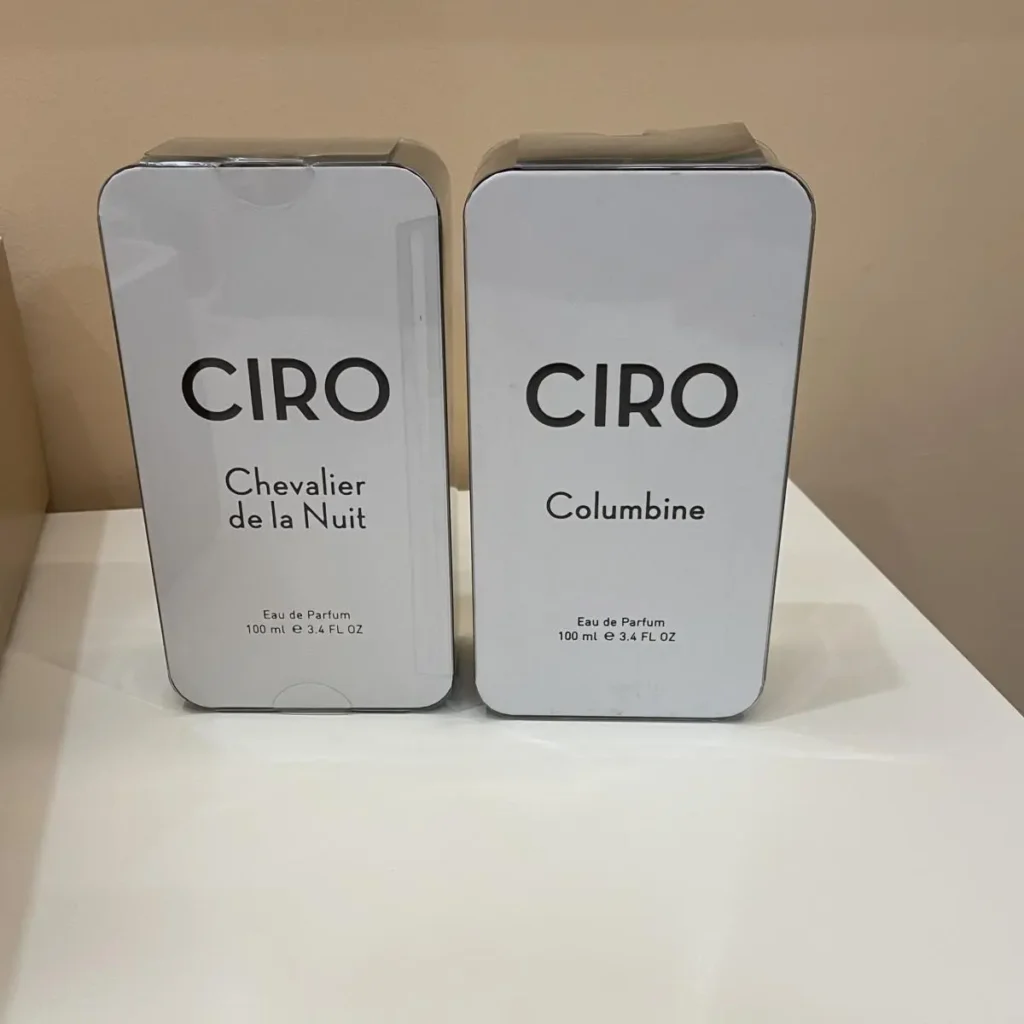 CIRO
Chevalier
de la Nuit
Eau de Parfum
100 ml ℮ 3.4 FL OZ
CIRO
Columbine
Eau de Parfum
100 ml ℮ 3.4 FL OZ